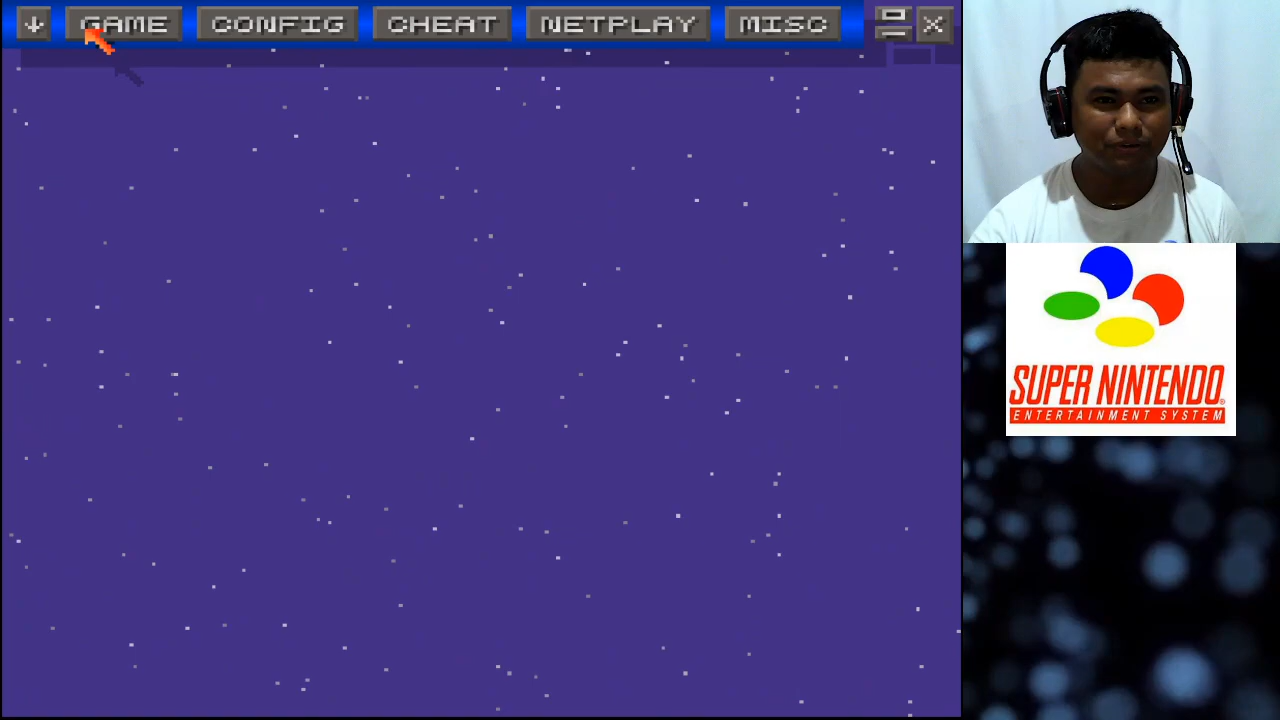 GAME CONFIG CHEAT NETPLAY MISC
SUPER NINTENDO
ENTERTAINMENT SYSTEM